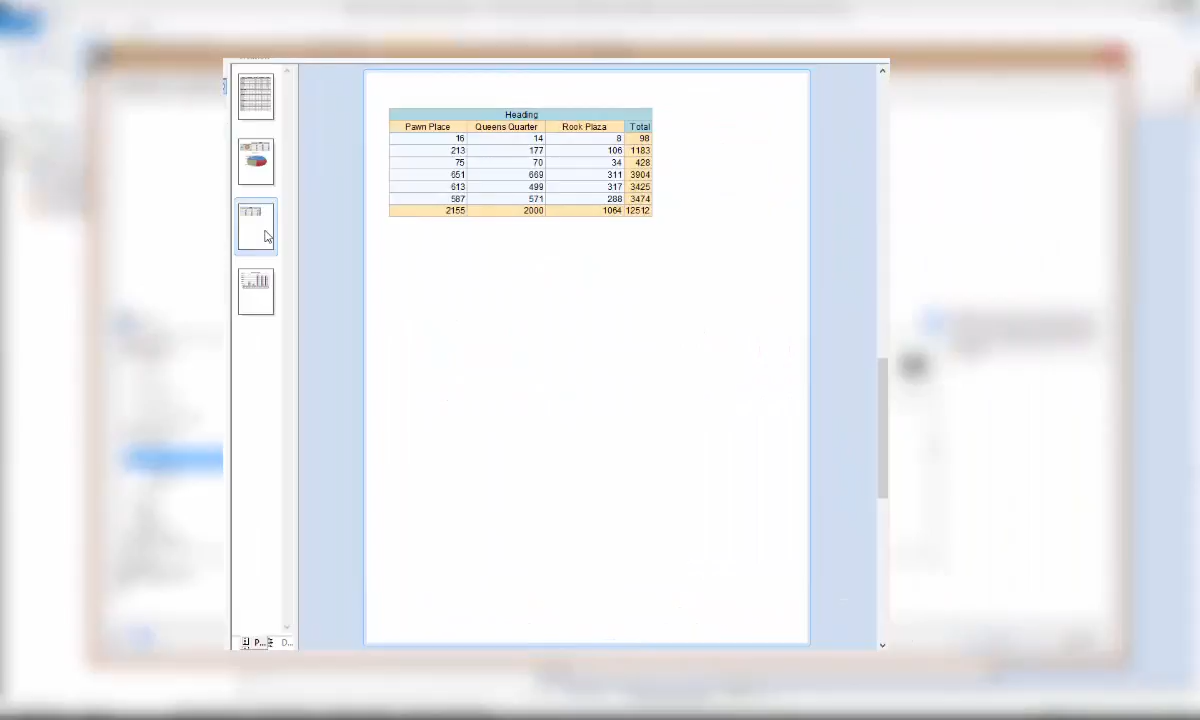 Heading
Pawn Place Queens Quarter Rook Plaza Total
16 14 8 98
213 177 106 1183
75 70 34 428
651 669 311 3904
613 499 317 3425
587 571 288 3474
2155 2000 1064 12512
P... D...